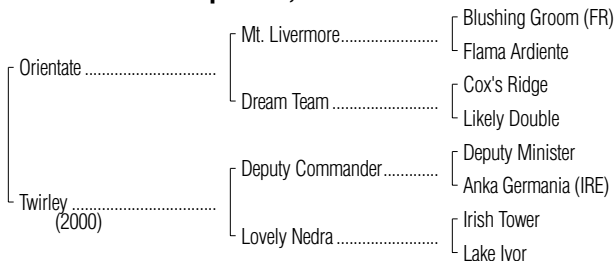 Blushing Groom (FR)
Mt. Livermore
Flama Ardiente
Orientate
Cox's Ridge
Dream Team
Likely Double
Deputy Minister
Deputy Commander
Anka Germania (IRE)
Twirley
(2000)
Irish Tower
Lovely Nedra
Lake Ivor